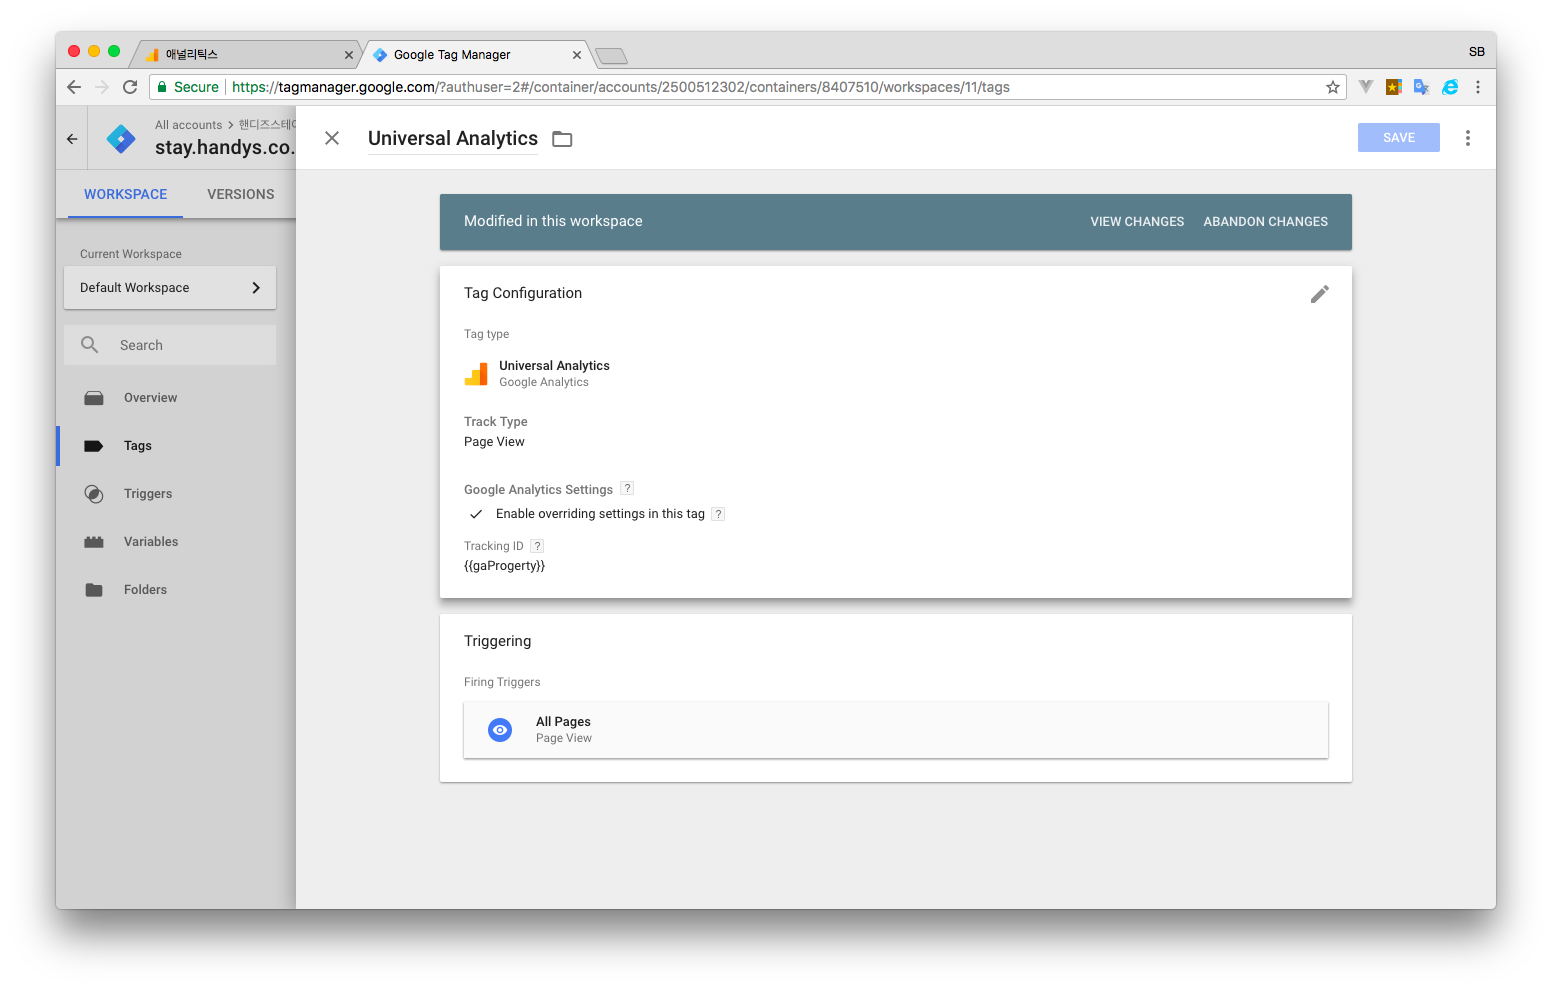 애널리틱스
Google Tag Manager
SB
Secure
https://tagmanager.google.com/?authuser=2#/container/accounts/2500512302/containers/8407510/workspaces/11/tags
All accounts > 핸디즈스테이
stay.handys.co.
Universal Analytics
SAVE
WORKSPACE
VERSIONS
Modified in this workspace
VIEW CHANGES
ABANDON CHANGES
Current Workspace
Default Workspace
Search
Overview
Tags
Triggers
Variables
Folders
Tag Configuration
Tag type
Universal Analytics
Google Analytics
Track Type
Page View
Google Analytics Settings ?
Enable overriding settings in this tag ?
Tracking ID ?
{{gaProgerty}}
Triggering
Firing Triggers
All Pages
Page View